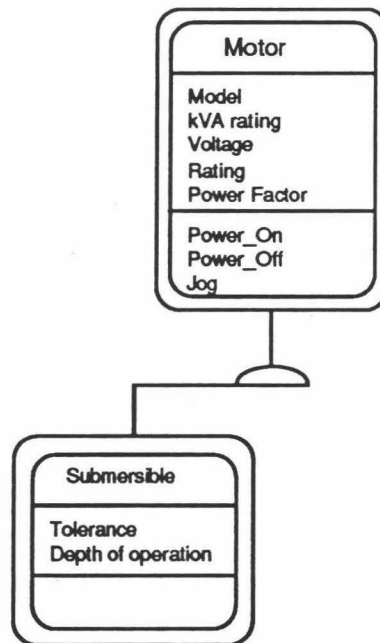 Motor
Model
kVA rating
Voltage
Rating
Power Factor
Power_On
Power_Off
Jog
Submersible
Tolerance
Depth of operation